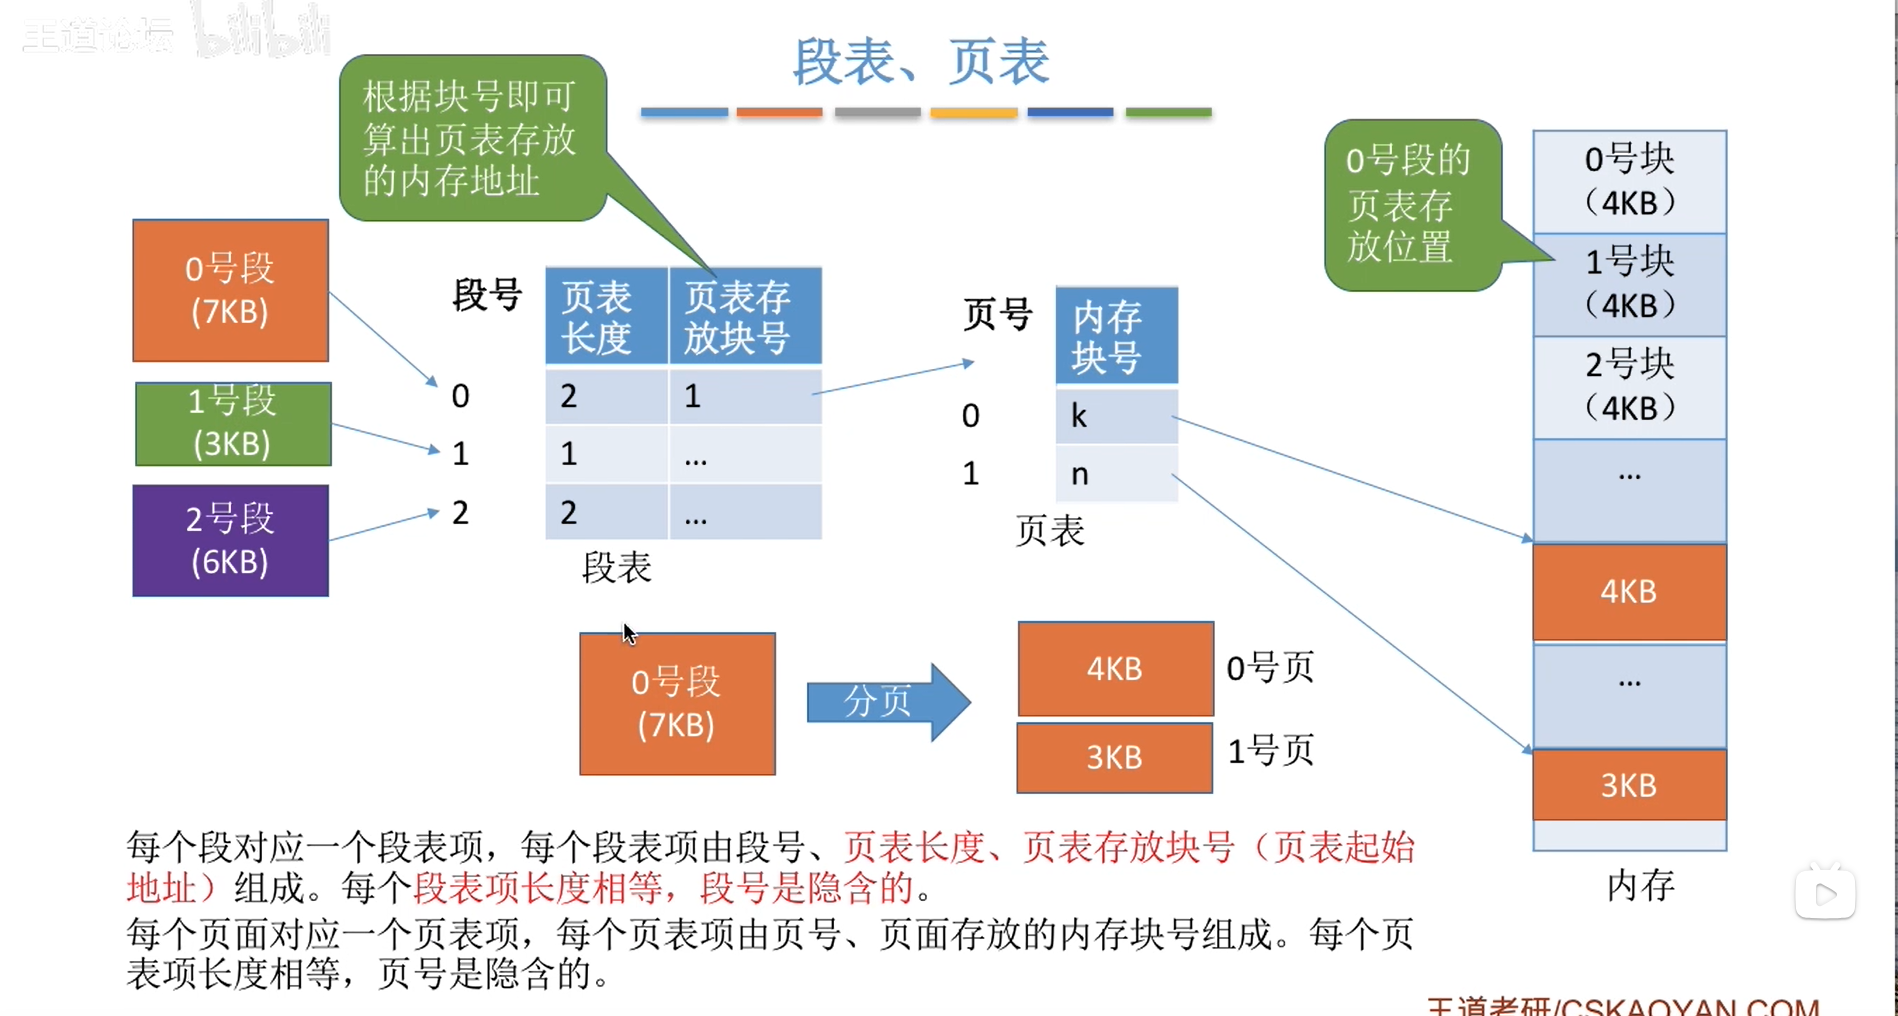 王道论坛 bilibili
段表、页表
根据块号即可
算出页表存放
的内存地址
0号段的
页表存
放位置
0号段
(7KB)
1号段
(3KB)
2号段
(6KB)
段号
页表
长度
页表存
放块号
0
2
1
1
1
...
2
2
...
段表
页号
内存
块号
0
k
1
n
页表
0号块
（4KB）
1号块
（4KB）
2号块
（4KB）
...
4KB
...
3KB
内存
0号段
(7KB)
分页
4KB
0号页
3KB
1号页
每个段对应一个段表项，每个段表项由段号、页表长度、页表存放块号（页表起始
地址）组成。每个段表项长度相等，段号是隐含的。
每个页面对应一个页表项，每个页表项由页号、页面存放的内存块号组成。每个页
表项长度相等，页号是隐含的。
王道考研/CSKAOYAN.COM